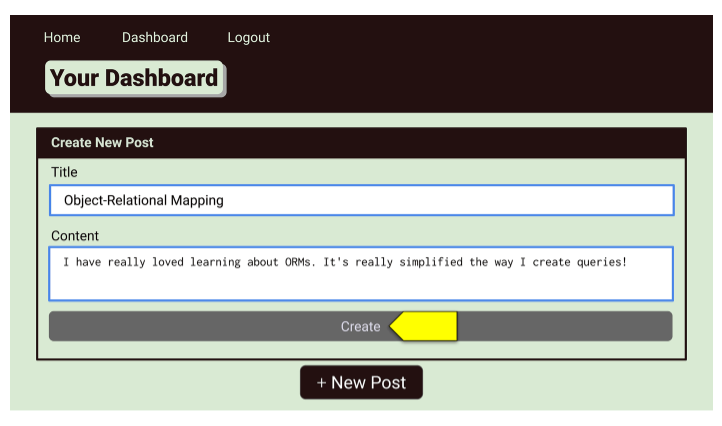 Home Dashboard Logout
Your Dashboard
Create New Post
Title
Object-Relational Mapping
Content
I have really loved learning about ORMs. It's really simplified the way I create queries!
Create
+ New Post